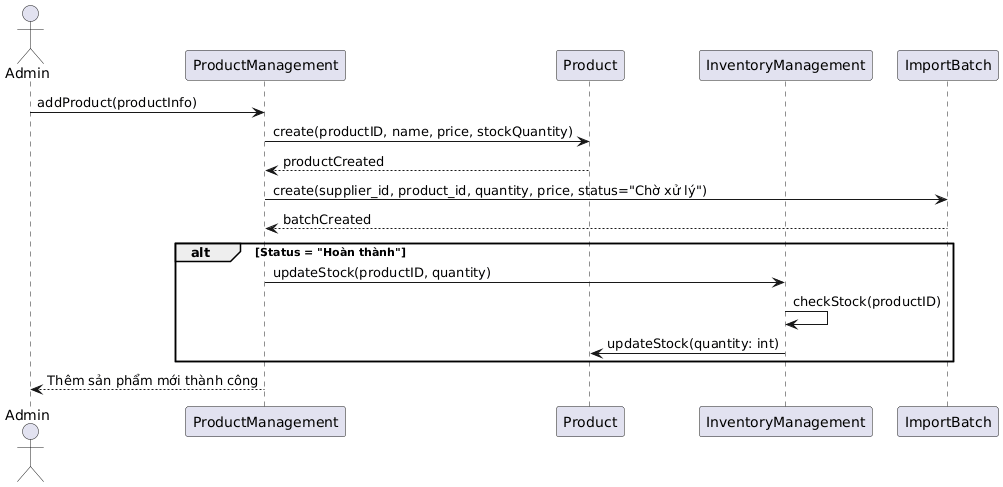 Admin
ProductManagement
Product
InventoryManagement
ImportBatch
addProduct(productInfo)
create(productID, name, price, stockQuantity)
productCreated
create(supplier_id, product_id, quantity, price, status="Chờ xử lý")
batchCreated
alt
[Status = "Hoàn thành"]
updateStock(productID, quantity)
checkStock(productID)
updateStock(quantity: int)
Thêm sản phẩm mới thành công
Admin
ProductManagement
Product
InventoryManagement
ImportBatch